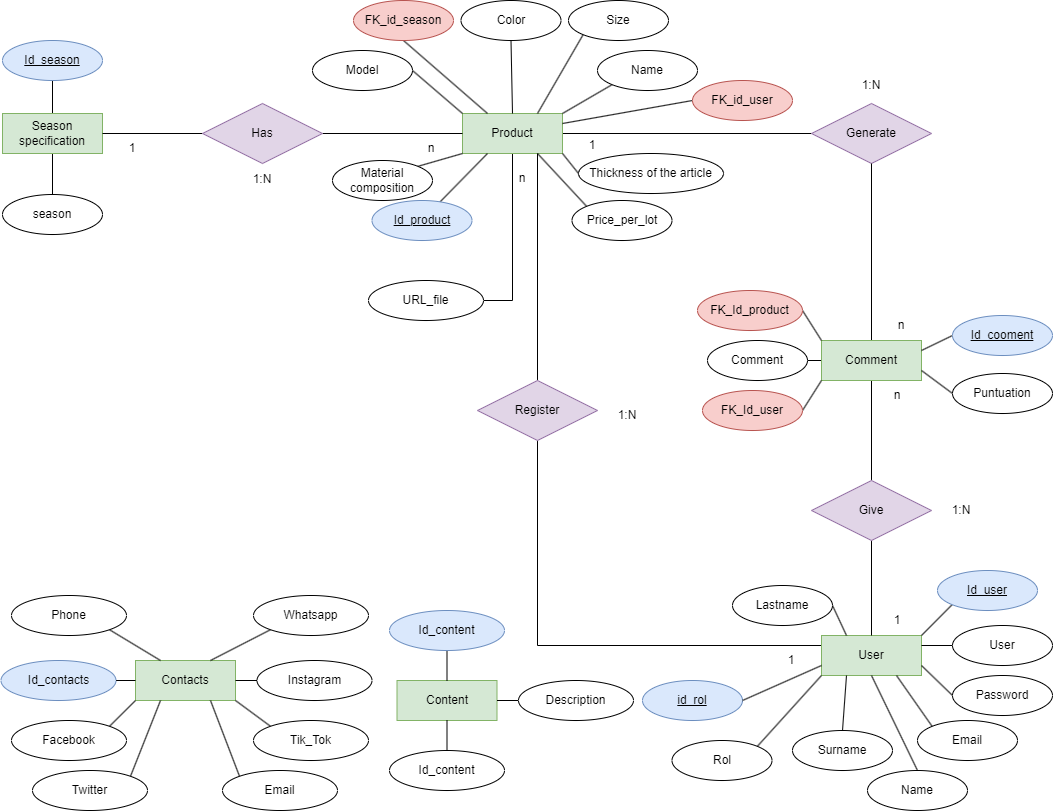 FK_id_season
Color
Size
Id_season
Model
Name
FK_id_user
1:N
Season
specification
Has
Product
Generate
1
n
1
1:N
Material
composition
n
Thickness of the article
season
Id_product
Price_per_lot
URL_file
FK_Id_product
n
Id_cooment
Comment
Comment
Puntuation
n
FK_Id_user
Register
1:N
Give
1:N
Id_user
Lastname
1
Phone
Whatsapp
Id_content
User
User
1
Id_contacts
Contacts
Instagram
Content
Description
id_rol
Password
Facebook
Tik_Tok
Email
Surname
Rol
Id_content
Twitter
Email
Name